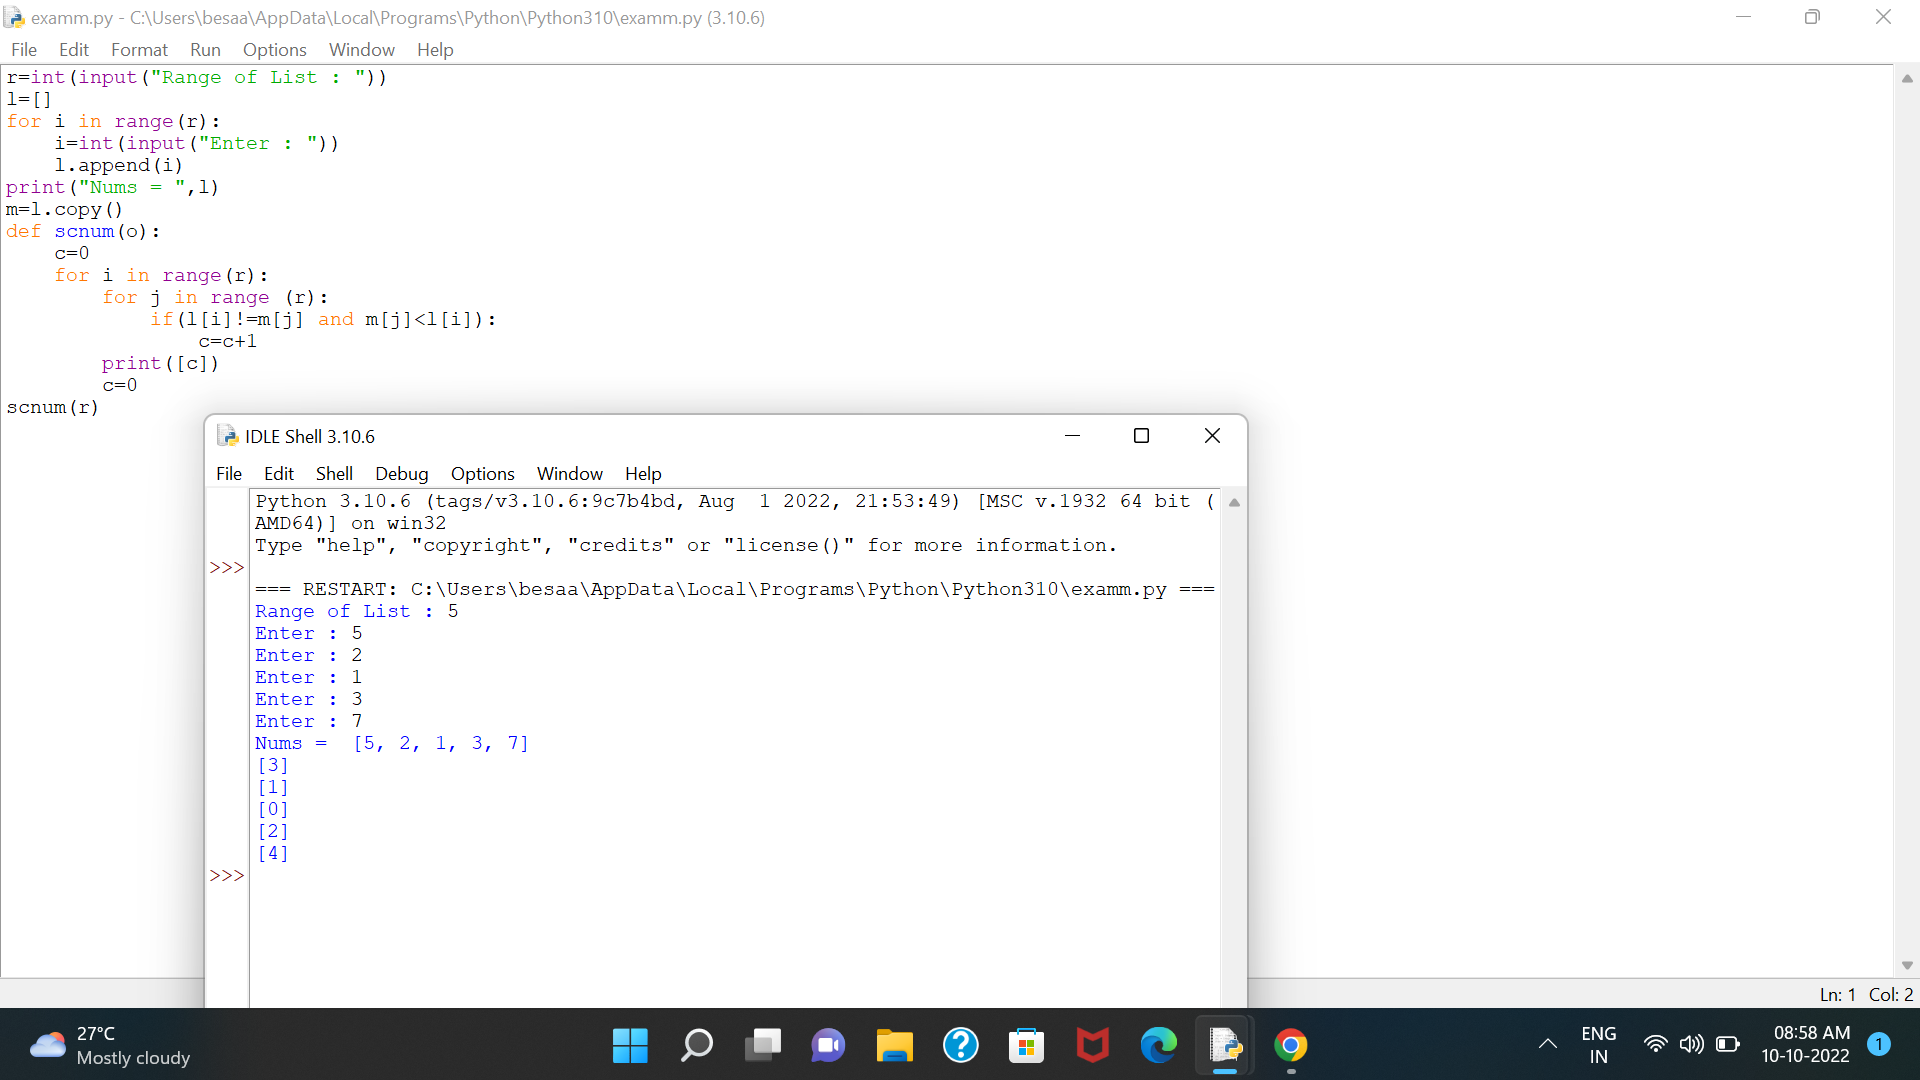 examm.py - C:\Users\besaa\AppData\Local\Programs\Python\Python310\examm.py (3.10.6)
File Edit Format Run Options Window Help
r=int(input("Range of List : "))
l=[]
for i in range(r):
    i=int(input("Enter : "))
    l.append(i)
print("Nums = ",l)
m=l.copy()
def scnum(o):
    c=0
    for i in range(r):
        for j in range (r):
            if(l[i]!=m[j] and m[j]<l[i]):
                c=c+1
        print([c])
        c=0
scnum(r)
IDLE Shell 3.10.6
File Edit Shell Debug Options Window Help
Python 3.10.6 (tags/v3.10.6:9c7b4bd, Aug  1 2022, 21:53:49) [MSC v.1932 64 bit (
AMD64)] on win32
Type "help", "copyright", "credits" or "license()" for more information.
>>>
=== RESTART: C:\Users\besaa\AppData\Local\Programs\Python\Python310\examm.py ===
Range of List : 5
Enter : 5
Enter : 2
Enter : 1
Enter : 3
Enter : 7
Nums =  [5, 2, 1, 3, 7]
[3]
[1]
[0]
[2]
[4]
>>>
Ln: 1 Col: 2
27°C
Mostly cloudy
ENG
IN
08:58 AM
10-10-2022
1